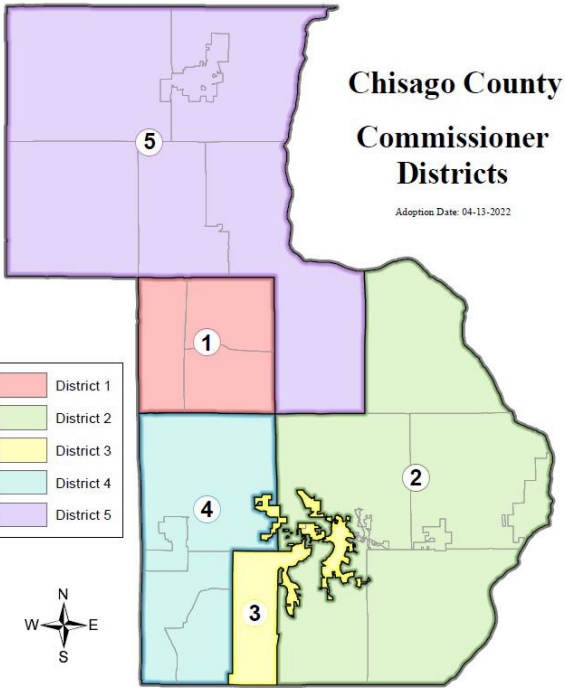 Chisago County
Commissioner
Districts
Adoption Date: 04-13-2022
5
1
District 1
District 2
District 3
District 4
District 5
2
4
3
N
W E
S